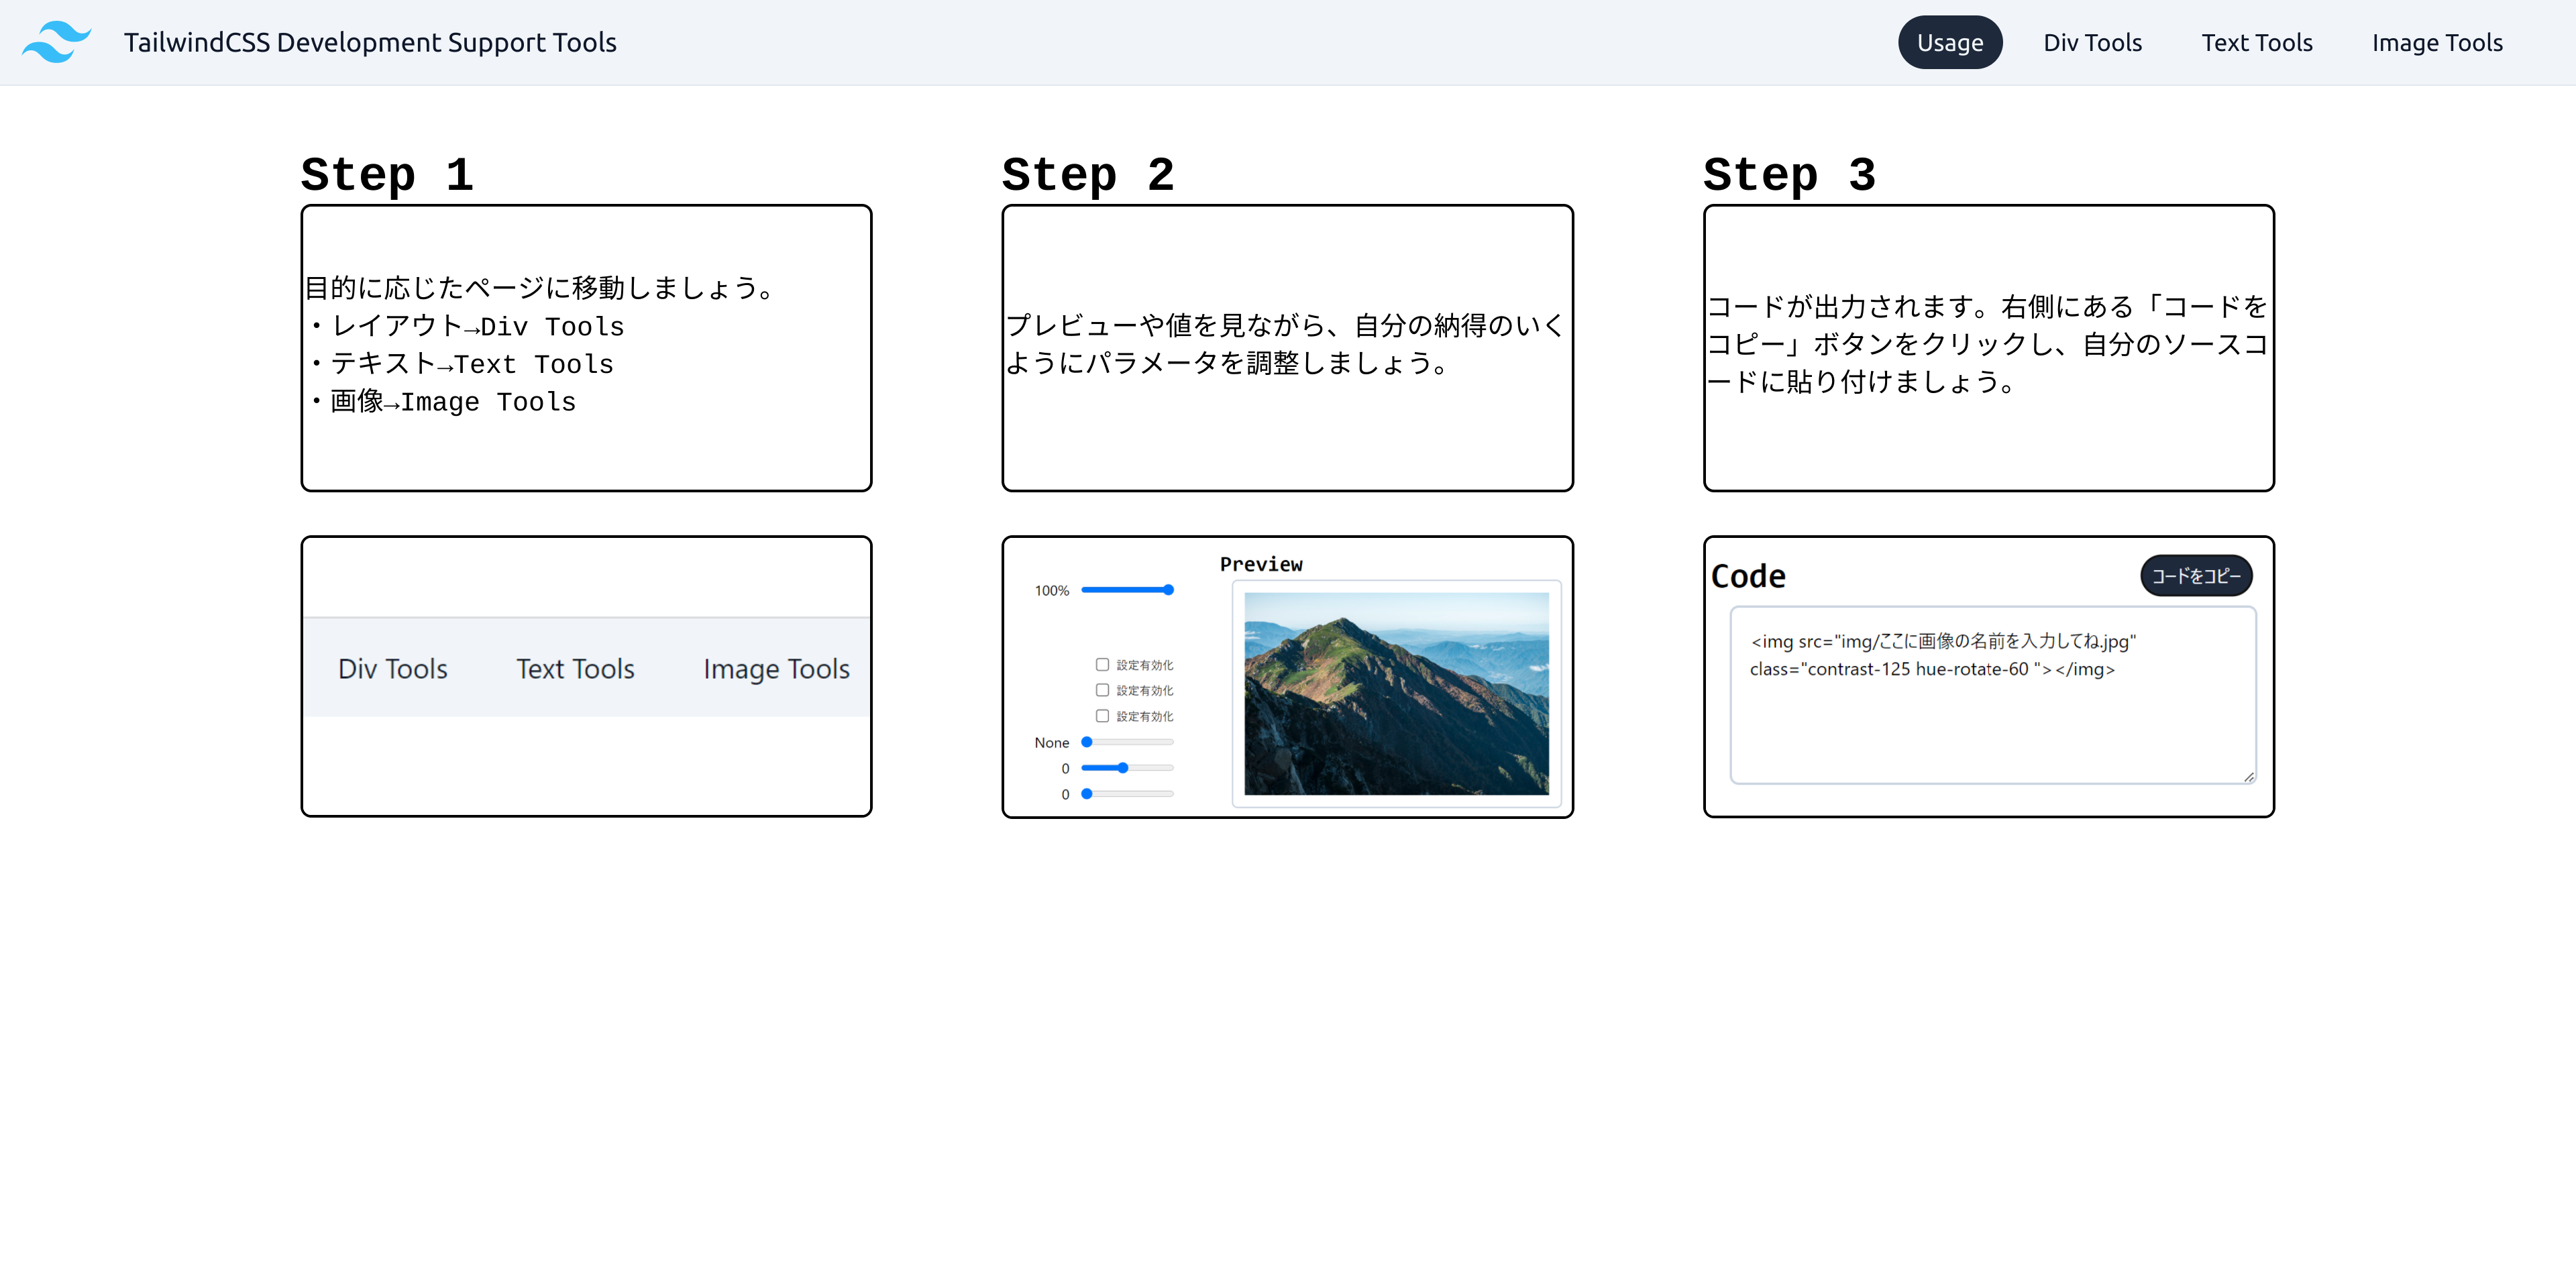 TailwindCSS Development Support Tools
Usage
Div Tools
Text Tools
Image Tools
Step 1
目的に応じたページに移動しましょう。
・レイアウト→Div Tools
・テキスト→Text Tools
・画像→Image Tools
Div Tools
Text Tools
Image Tools
Step 2
プレビューや値を見ながら、自分の納得のいく
ようにパラメータを調整しましょう。
Preview
100%
設定有効化
設定有効化
設定有効化
None
0
0
Step 3
コードが出力されます。右側にある「コードを
コピー」ボタンをクリックし、自分のソースコ
ードに貼り付けましょう。
Code
コードをコピー
<img src="img/ここに画像の名前を入力してね.jpg"
class="contrast-125 hue-rotate-60 "></img>